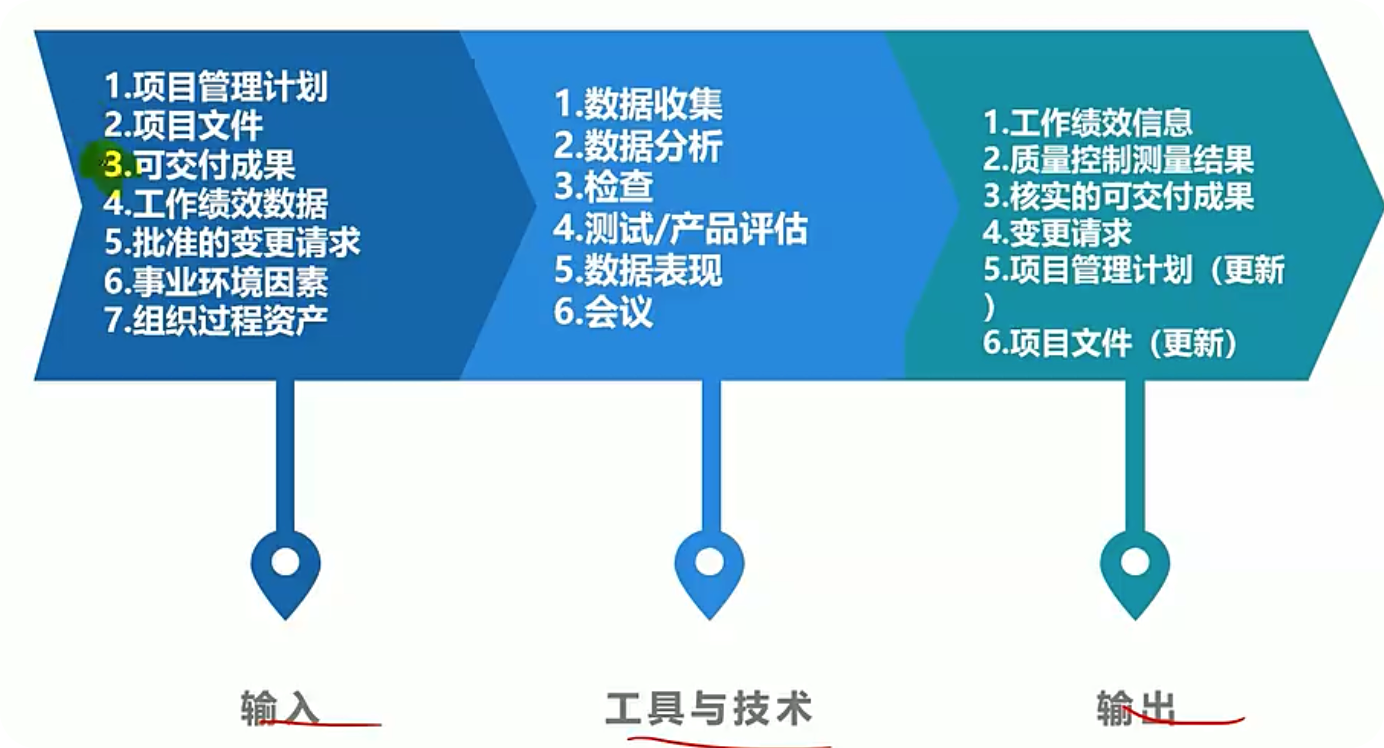 1.项目管理计划
2.项目文件
3.可交付成果
4.工作绩效数据
5.批准的变更请求
6.事业环境因素
7.组织过程资产
1.数据收集
2.数据分析
3.检查
4.测试/产品评估
5.数据表现
6.会议
1.工作绩效信息
2.质量控制测量结果
3.核实的可交付成果
4.变更请求
5.项目管理计划（更新
）
6.项目文件（更新）
输入
工具与技术
输出